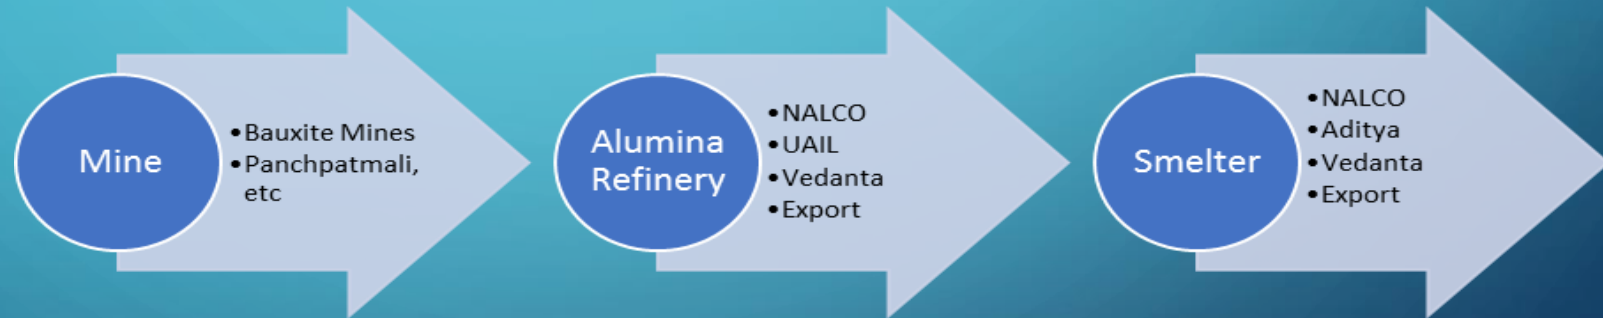 Mine
•Bauxite Mines
•Panchpatmali,
etc
Alumina
Refinery
•NALCO
•UAIL
•Vedanta
•Export
Smelter
•NALCO
•Aditya
•Vedanta
•Export